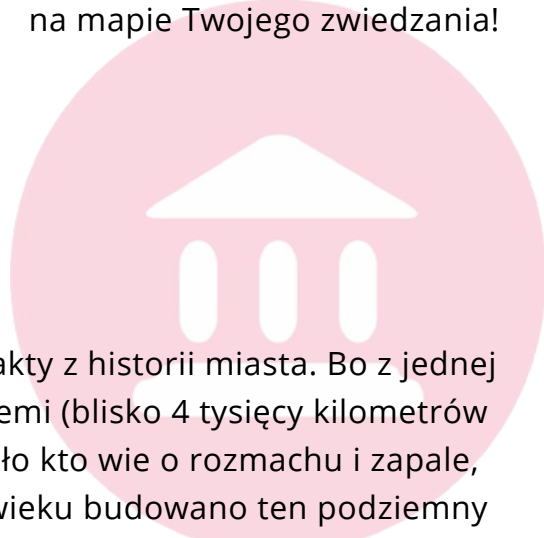 na mapie Twojego zwiedzania!
akty z historii miasta. Bo z jednej
emi (blisko 4 tysięcy kilometrów
ło kto wie o rozmachu i zapale,
wieku budowano ten podziemny